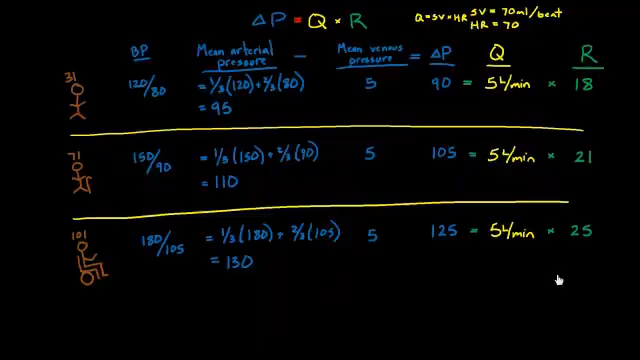 ΔP = Q × R
Q = SV × HR SV = 70ml/beat
HR = 70
BP Mean arterial pressure − Mean venous pressure = ΔP Q R
31 120/80 = 1/3(120) + 2/3(80) 5 90 = 5 L/min × 18
= 95
71 150/90 = 1/3(150) + 2/3(90) 5 105 = 5 L/min × 21
= 110
101 180/105 = 1/3(180) + 2/3(105) 5 125 = 5 L/min × 25
= 130